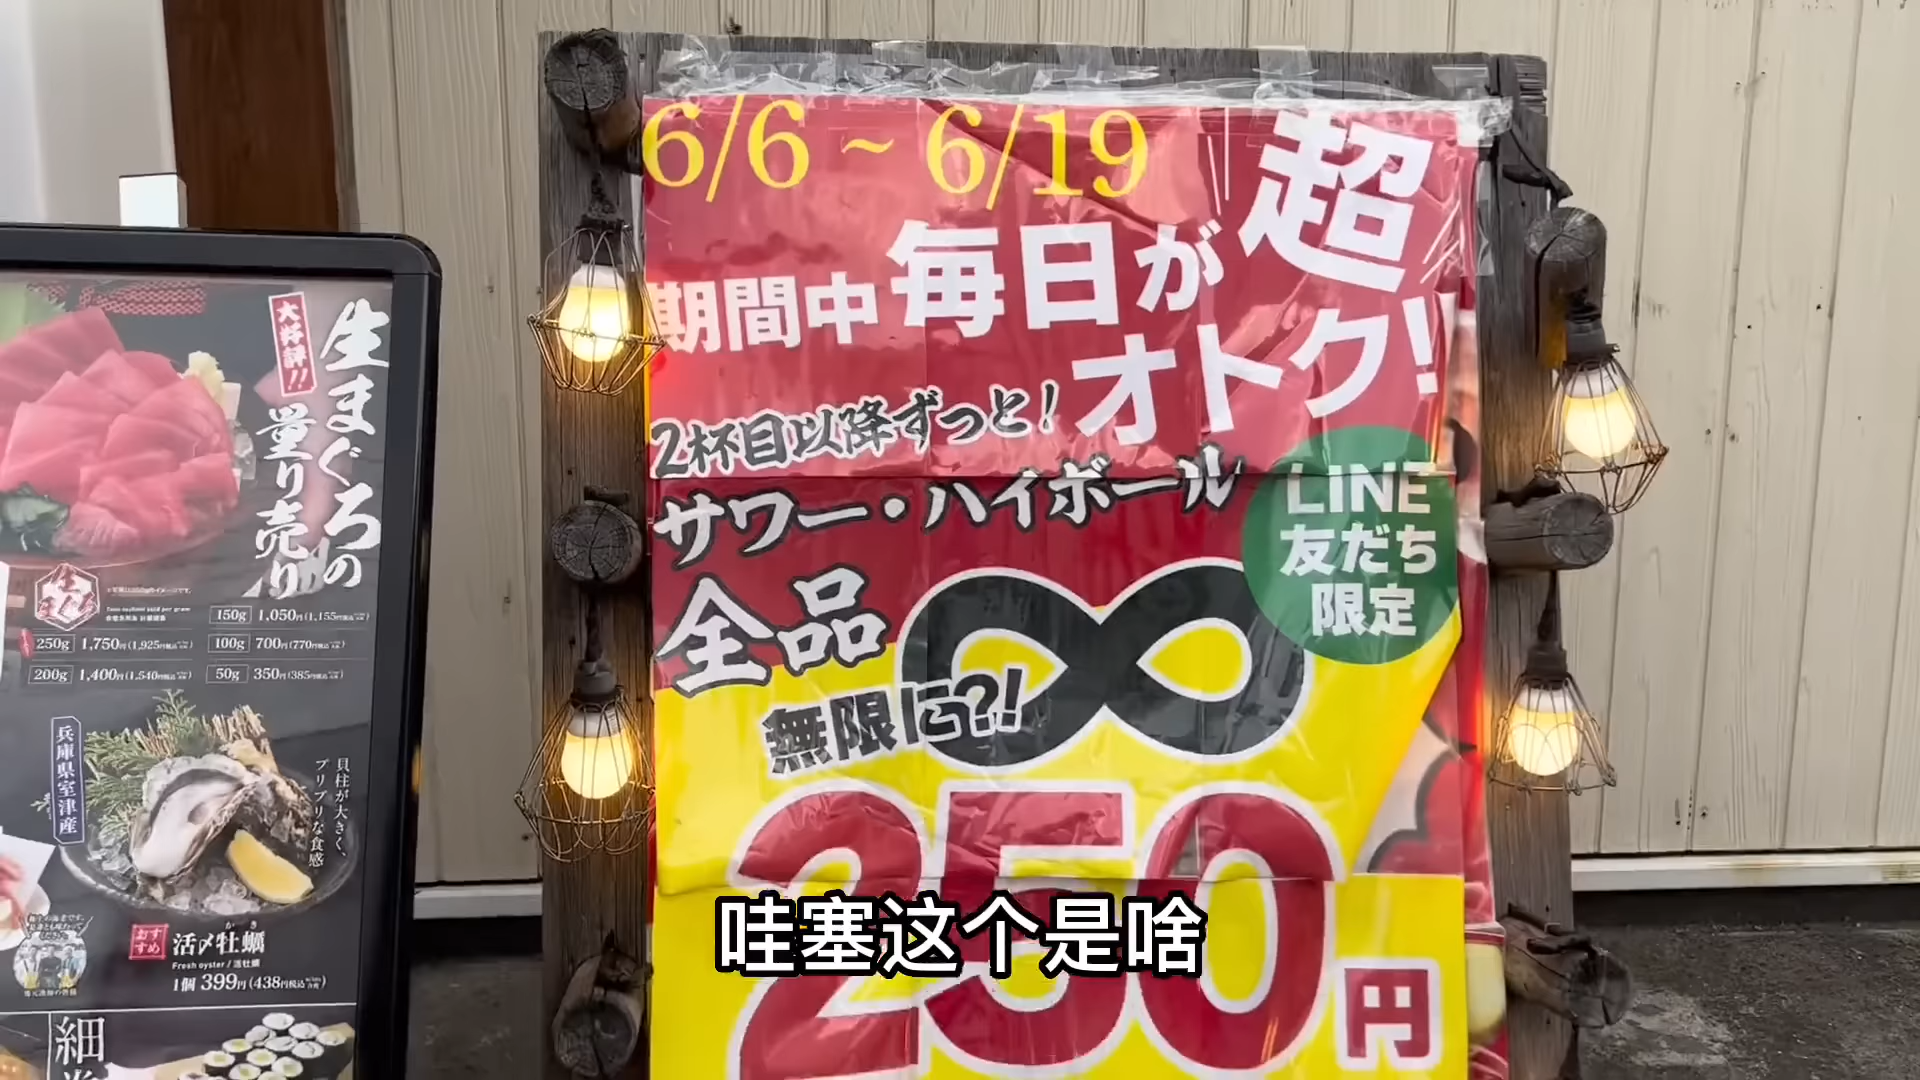 6/6~6/19
期間中毎日が超
オトク!
2杯目以降ずっと!
サワー・ハイボール
全品
無限に?!
250円
LINE
友だち
限定
哇塞这个是啥
大好評!!
生まぐろの
量り売り
150g 1,050円
250g 1,750円(1,925円税込)
100g 700円(770円税込)
200g 1,400円(1,540円税込)
50g 350円(385円税込)
兵庫県室津産
貝柱が大きく、
プリプリな食感
おすすめ
かき
活〆牡蠣
Fresh oyster / 活牡蠣
1個 399円(438円税込)
細